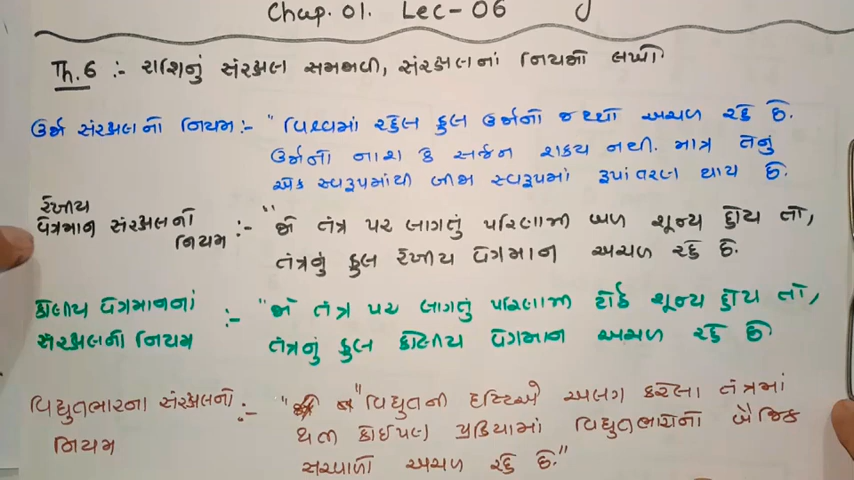 Chap. 01. Lec-06
Th.6 :- રાશિનું સંરક્ષણ સમજાવી, સંરક્ષણનાં નિયમો લખો
ઉર્જા સંરક્ષણનો નિયમ :- "વિશ્વમાં રહેલ કુલ ઉર્જાનો જથ્થો અચળ રહે છે.
ઉર્જાનો નાશ કે સર્જન શક્ય નથી. માત્ર તેનું
એક સ્વરૂપમાંથી બીજા સ્વરૂપમાં રૂપાંતરણ થાય છે.
રેખીય
વેગમાન સંરક્ષણનો
નિયમ :- "જો તંત્ર પર લાગતું પરિણામી બળ શૂન્ય હોય તો,
તંત્રનું કુલ રેખીય વેગમાન અચળ રહે છે.
કોણીય વેગમાનનાં
સંરક્ષણનો નિયમ :- "જો તંત્ર પર લાગતું પરિણામી ટોર્ક શૂન્ય હોય તો,
તંત્રનું કુલ કોણીય વેગમાન અચળ રહે છે
વિદ્યુતભારના સંરક્ષણનો
નિયમ :- "વિદ્યુતની દ્રષ્ટિએ અલગ કરેલા તંત્રમાં
થતી કોઈપણ પ્રક્રિયામાં વિદ્યુતભારોનો બૈજિક
સરવાળો અચળ રહે છે."